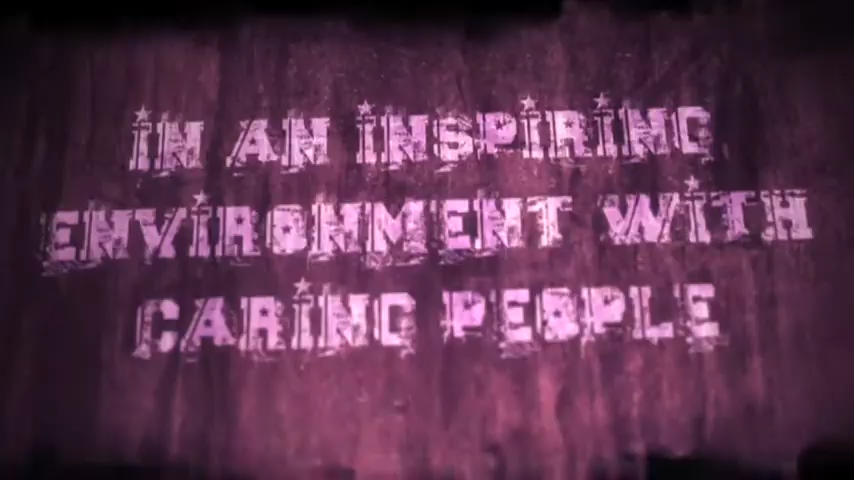 IN AN INSPIRING
ENVIRONMENT WITH
CARING PEOPLE